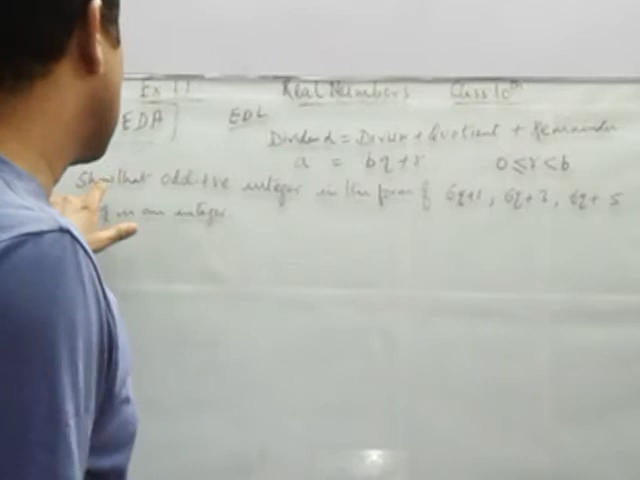 Ex 1.1 Real Numbers Class 10th
EDA EDL
Dividend = Divisor × Quotient + Remainder
a = bq + r 0 ≤ r < b
Show that odd +ve integer in the form of 6q+1, 6q+3, 6q+5
q is an integer